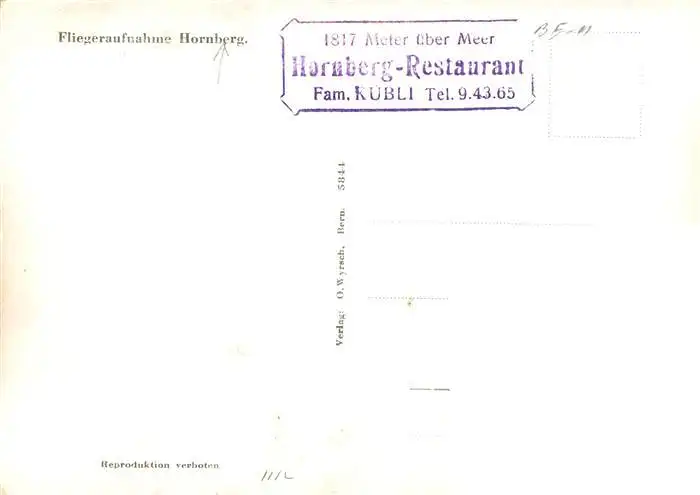 Fliegeraufnahme Hornberg.
1817 Meter über Meer
Hornberg-Restaurant
Fam. KÜBLI Tel. 9.43.65
Verlag: O. Wyrsch, Bern. 5844
Reproduktion verboten